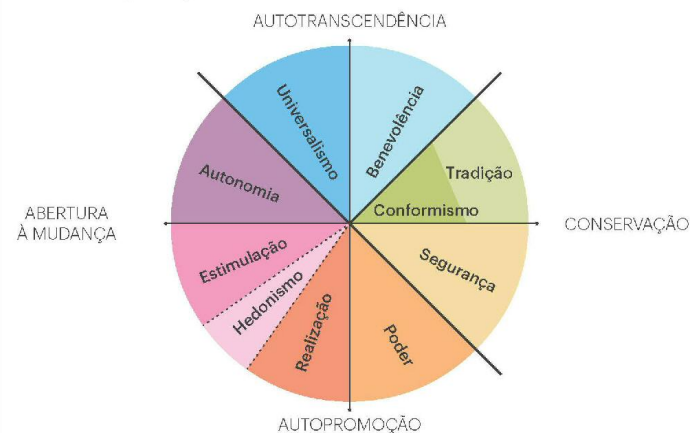 AUTOTRANSCENDÊNCIA
Universalismo
Benevolência
Autonomia
Tradição
Conformismo
ABERTURA
À MUDANÇA
CONSERVAÇÃO
Estimulação
Segurança
Hedonismo
Realização
Poder
AUTOPROMOÇÃO